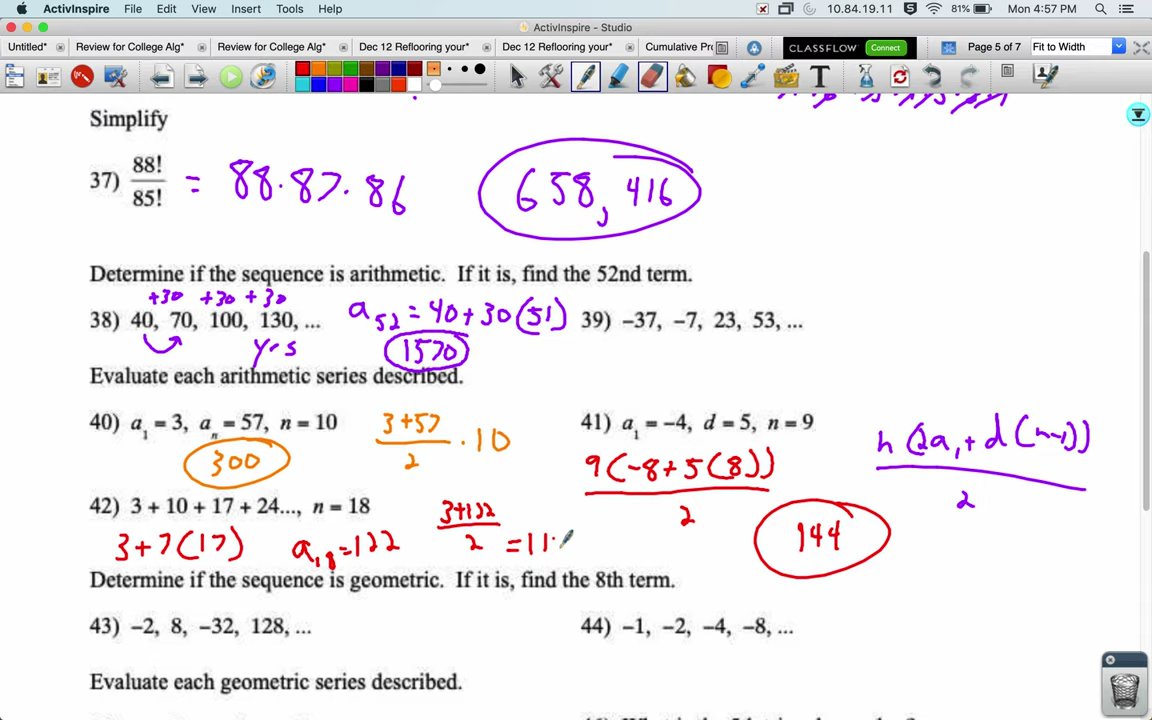 ActivInspire File Edit View Insert Tools Help 10.84.19.11 81% Mon 4:57 PM
ActivInspire - Studio
Untitled* Review for College Alg* Review for College Alg* Dec 12 Reflooring your* Dec 12 Reflooring your* Cumulative Pr CLASSFLOW Connect Page 5 of 7 Fit to Width
Simplify
37) 88!/85! = 88·87·86 658,416
Determine if the sequence is arithmetic. If it is, find the 52nd term.
+30 +30 +30
38) 40, 70, 100, 130, ... a52 = 40+30(51) 39) –37, –7, 23, 53, ...
yes 1570
Evaluate each arithmetic series described.
40) a1 = 3, an = 57, n = 10 3+57/2 · 10 41) a1 = –4, d = 5, n = 9 n(2a1+d(n-1))/2
300 9(-8+5(8))/2
42) 3 + 10 + 17 + 24..., n = 18 144
3+7(17) a18=122 3+122/2 =11·
Determine if the sequence is geometric. If it is, find the 8th term.
43) –2, 8, –32, 128, ... 44) –1, –2, –4, –8, ...
Evaluate each geometric series described.